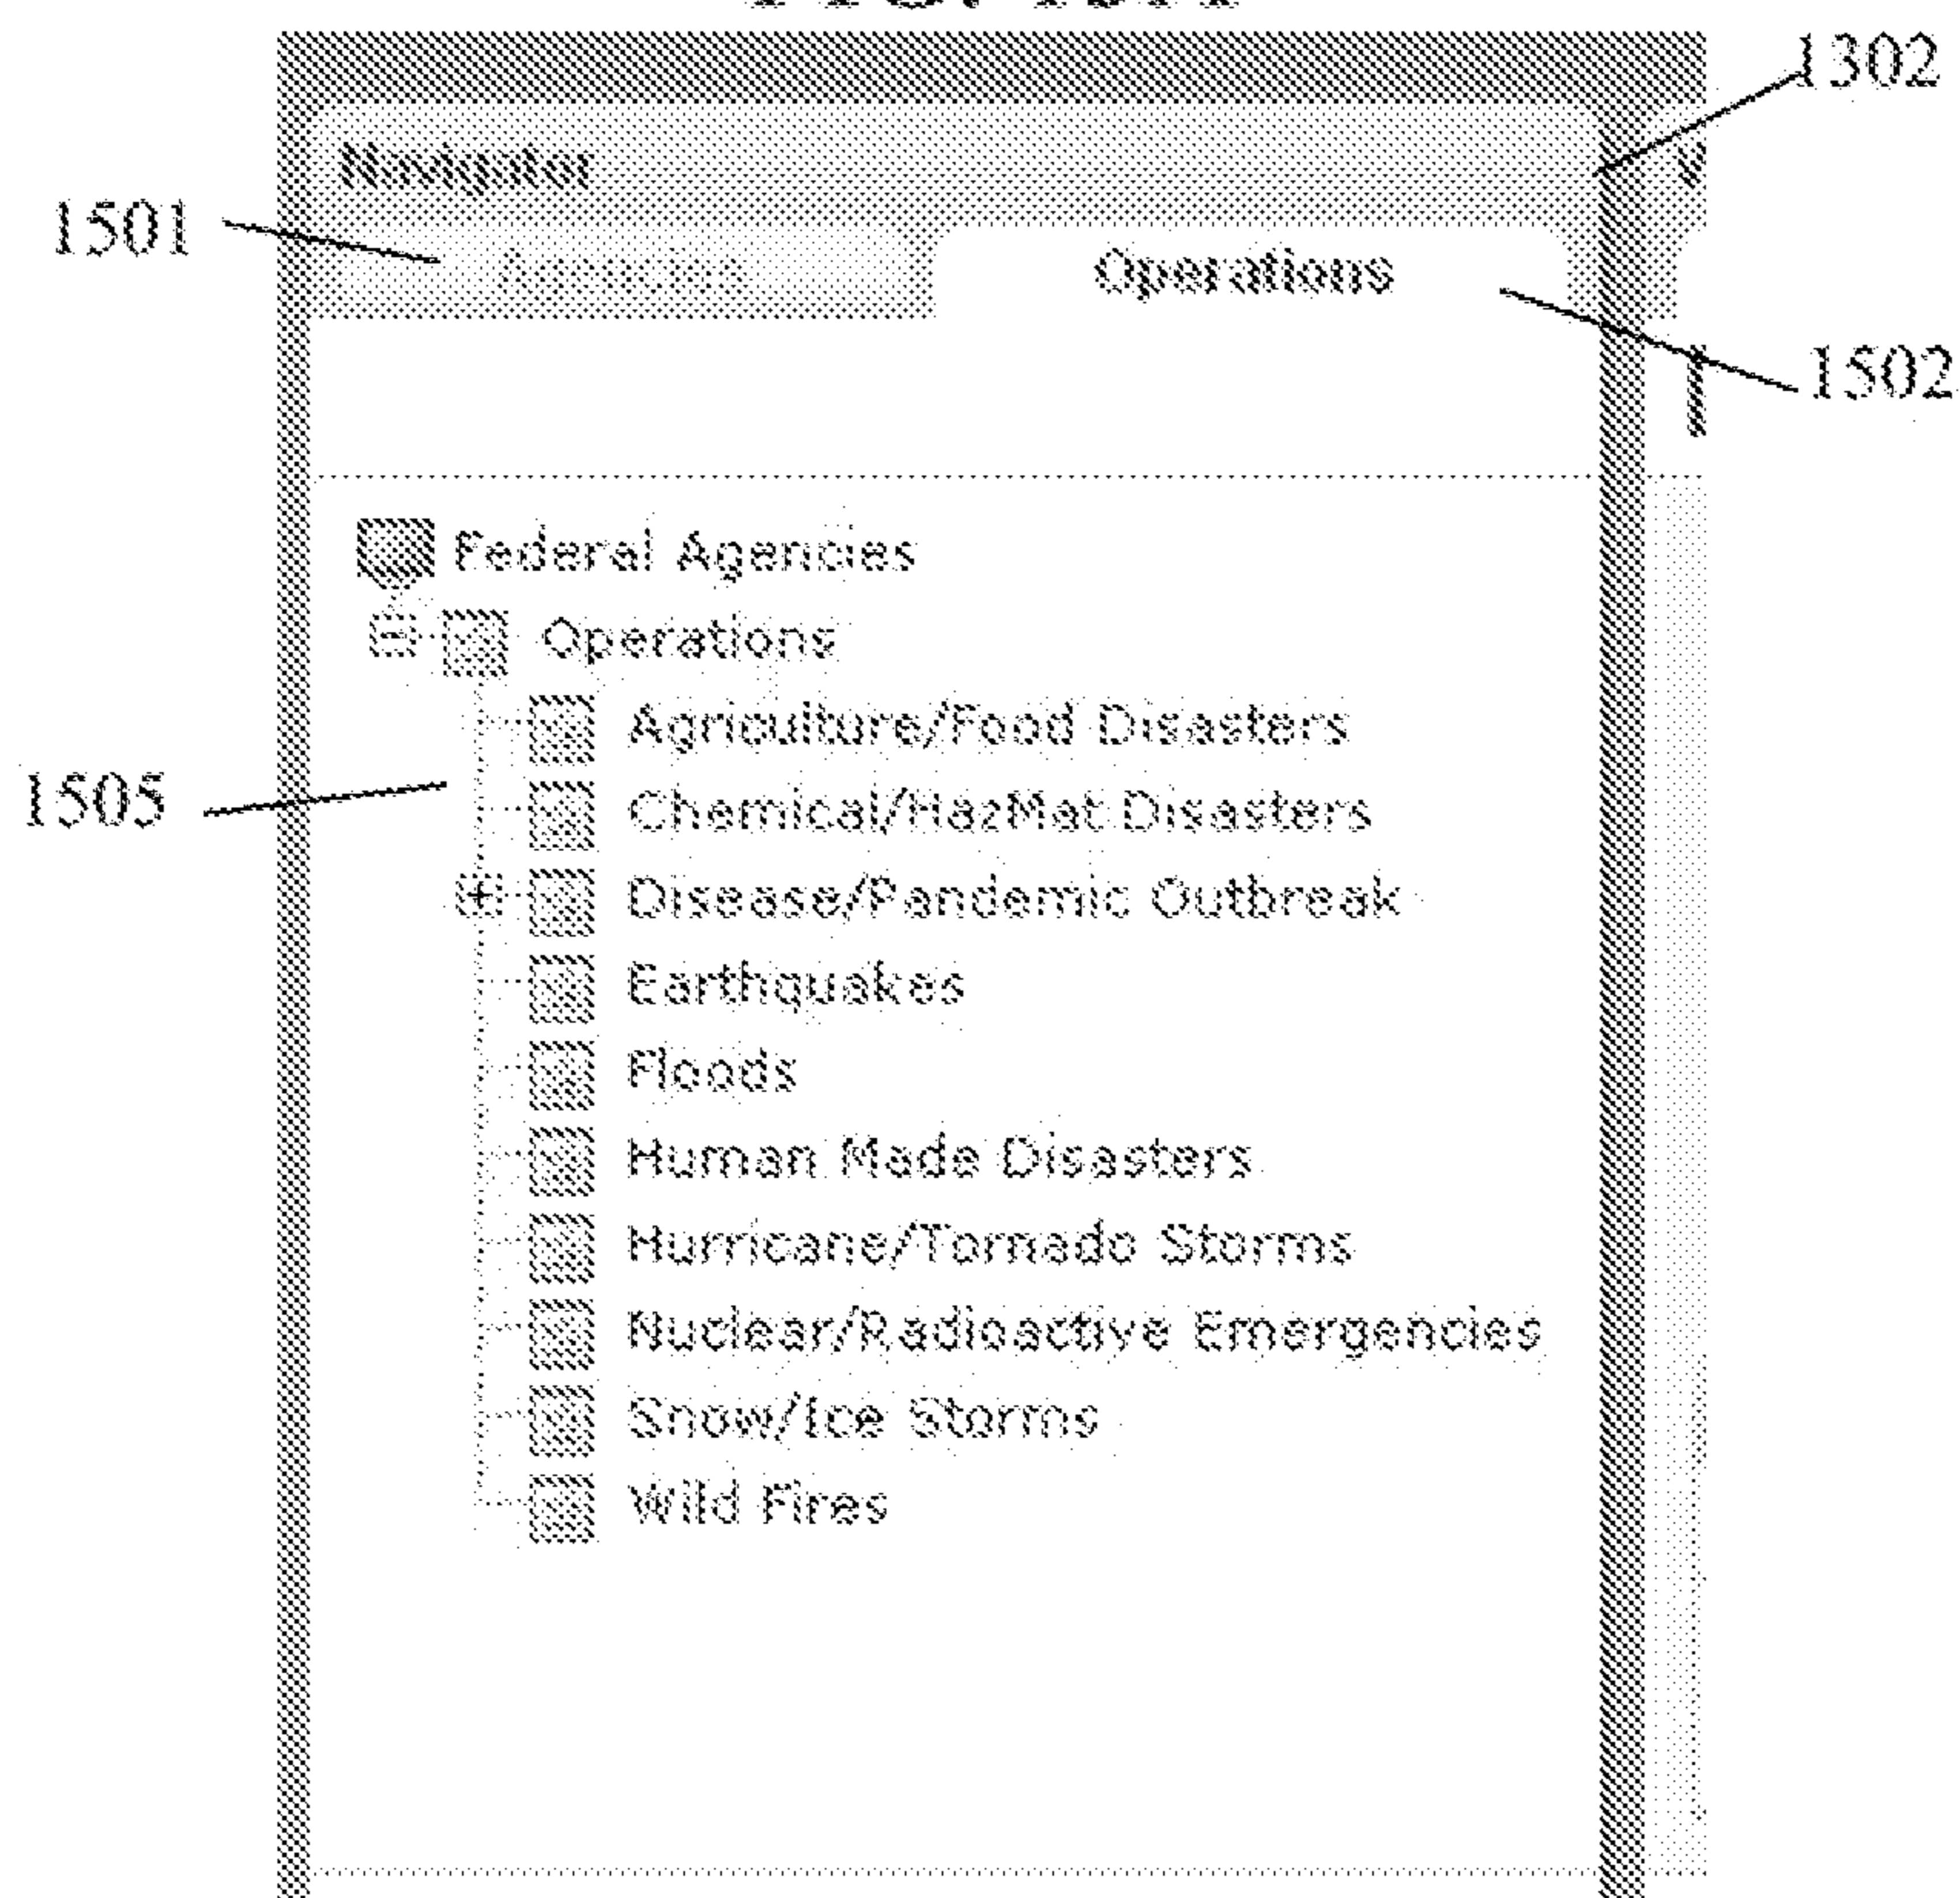 1302
Navigator
1501
Agencies Operations
1502
Federal Agencies
Operations
Agriculture/Food Disasters
Chemical/HazMat Disasters
1505
Disease/Pandemic Outbreak
Earthquakes
Floods
Human Made Disasters
Hurricane/Tornado Storms
Nuclear/Radioactive Emergencies
Snow/Ice Storms
Wild Fires